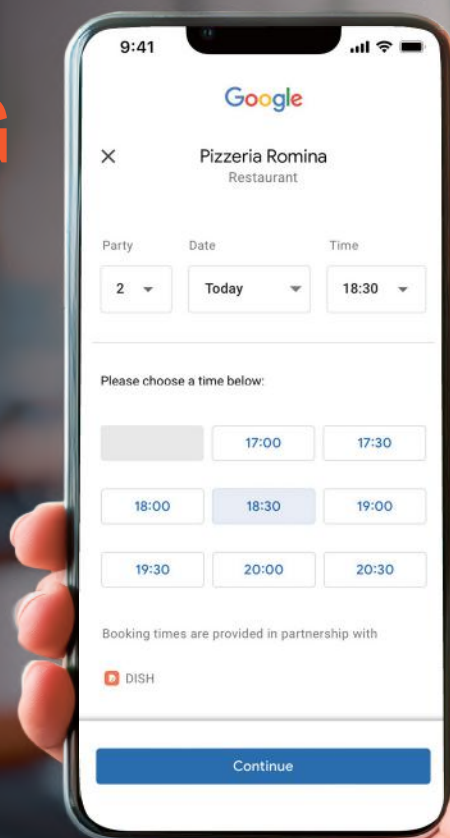 G
9:41
Google
Pizzeria Romina
Restaurant
Party Date Time
2 Today 18:30
Please choose a time below:
17:00 17:30
18:00 18:30 19:00
19:30 20:00 20:30
Booking times are provided in partnership with
DISH
Continue